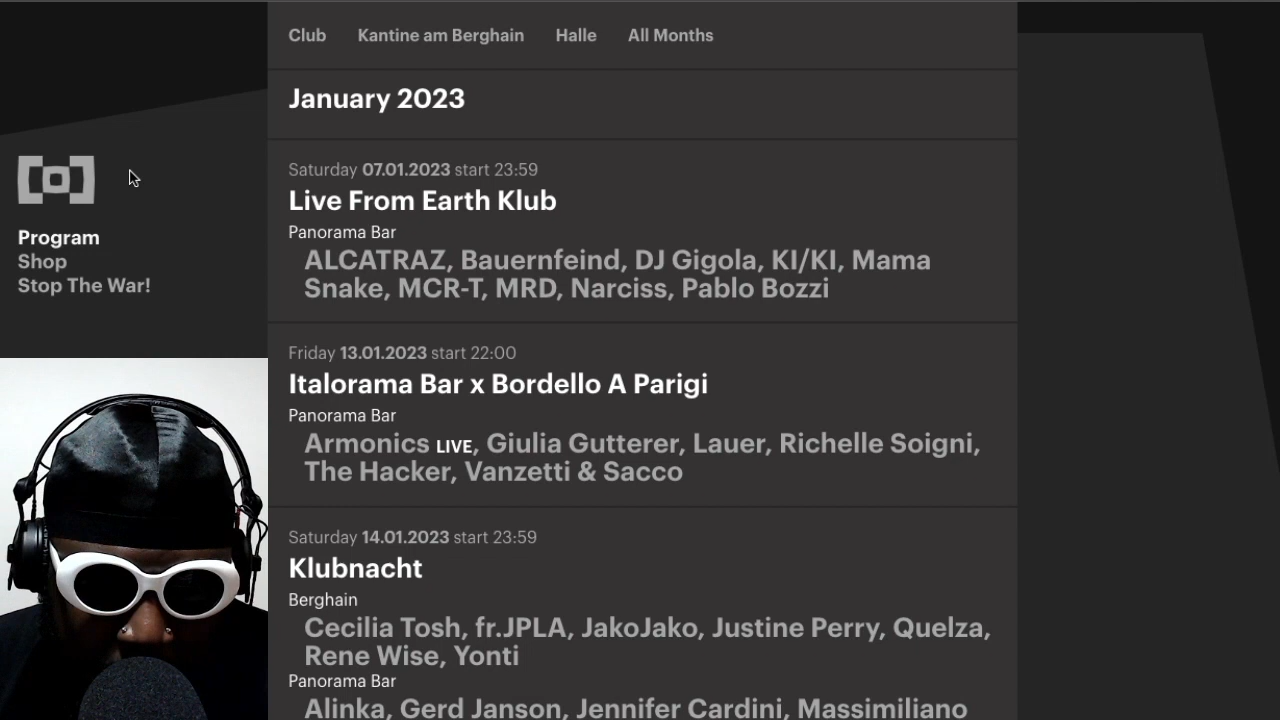 Club Kantine am Berghain Halle All Months
January 2023
Program
Shop
Stop The War!
Saturday 07.01.2023 start 23:59
Live From Earth Klub
Panorama Bar
ALCATRAZ, Bauernfeind, DJ Gigola, KI/KI, Mama
Snake, MCR-T, MRD, Narciss, Pablo Bozzi
Friday 13.01.2023 start 22:00
Italorama Bar x Bordello A Parigi
Panorama Bar
Armonics LIVE, Giulia Gutterer, Lauer, Richelle Soigni,
The Hacker, Vanzetti & Sacco
Saturday 14.01.2023 start 23:59
Klubnacht
Berghain
Cecilia Tosh, fr.JPLA, JakoJako, Justine Perry, Quelza,
Rene Wise, Yonti
Panorama Bar
Alinka, Gerd Janson, Jennifer Cardini, Massimiliano